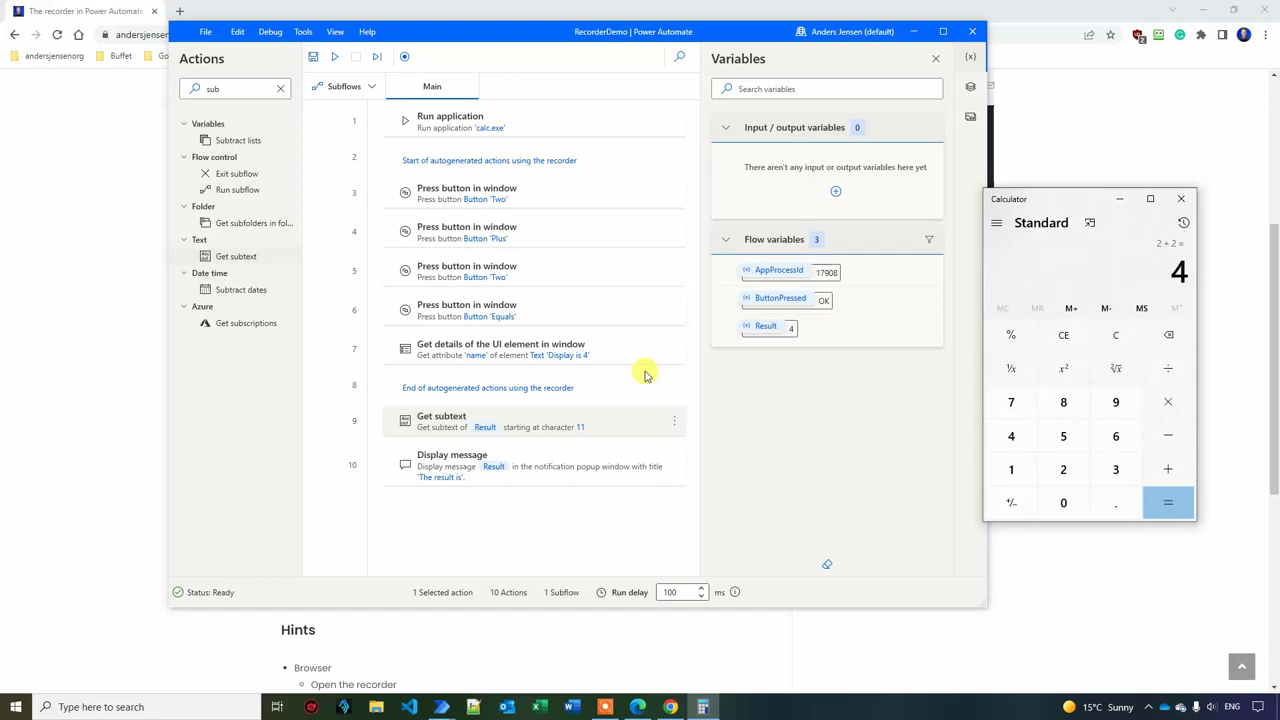 The recorder in Power Automate
andersjensen.org
andersjensenorg
Buffet
File
Edit
Debug
Tools
View
Help
RecorderDemo | Power Automate
Anders Jensen (default)
Actions
sub
Variables
Subtract lists
Flow control
Exit subflow
Run subflow
Folder
Get subfolders in fol...
Text
Get subtext
Date time
Subtract dates
Azure
Get subscriptions
Subflows
Main
1
Run application
Run application 'calc.exe'
2
Start of autogenerated actions using the recorder
3
Press button in window
Press button Button 'Two'
4
Press button in window
Press button Button 'Plus'
5
Press button in window
Press button Button 'Two'
6
Press button in window
Press button Button 'Equals'
7
Get details of the UI element in window
Get attribute 'name' of element Text 'Display is 4'
8
End of autogenerated actions using the recorder
9
Get subtext
Get subtext of Result starting at character 11
10
Display message
Display message Result in the notification popup window with title
'The result is'.
Variables
{x}
Search variables
Input / output variables 0
There aren't any input or output variables here yet
Flow variables 3
AppProcessId 17908
ButtonPressed OK
Result 4
Status: Ready
1 Selected action
10 Actions
1 Subflow
Run delay
100
ms
Calculator
Standard
2 + 2 =
4
MC MR M+ M- MS M˅
% CE C
¹/x x² ²√x ÷
7 8 9 ×
4 5 6 −
1 2 3 +
+/− 0 . =
Hints
Browser
Open the recorder
Type here to search
15°C Sunny
ENG